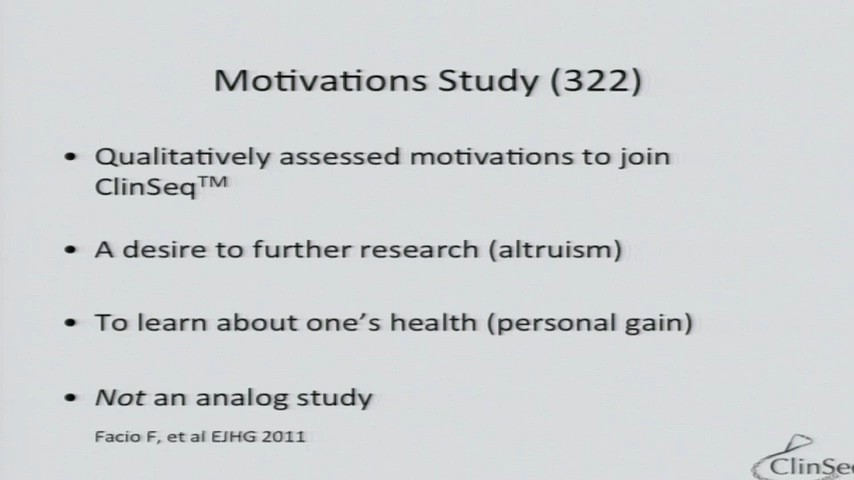 Motivations Study (322)
• Qualitatively assessed motivations to join
ClinSeq™
• A desire to further research (altruism)
• To learn about one's health (personal gain)
• Not an analog study
Facio F, et al EJHG 2011
ClinSe